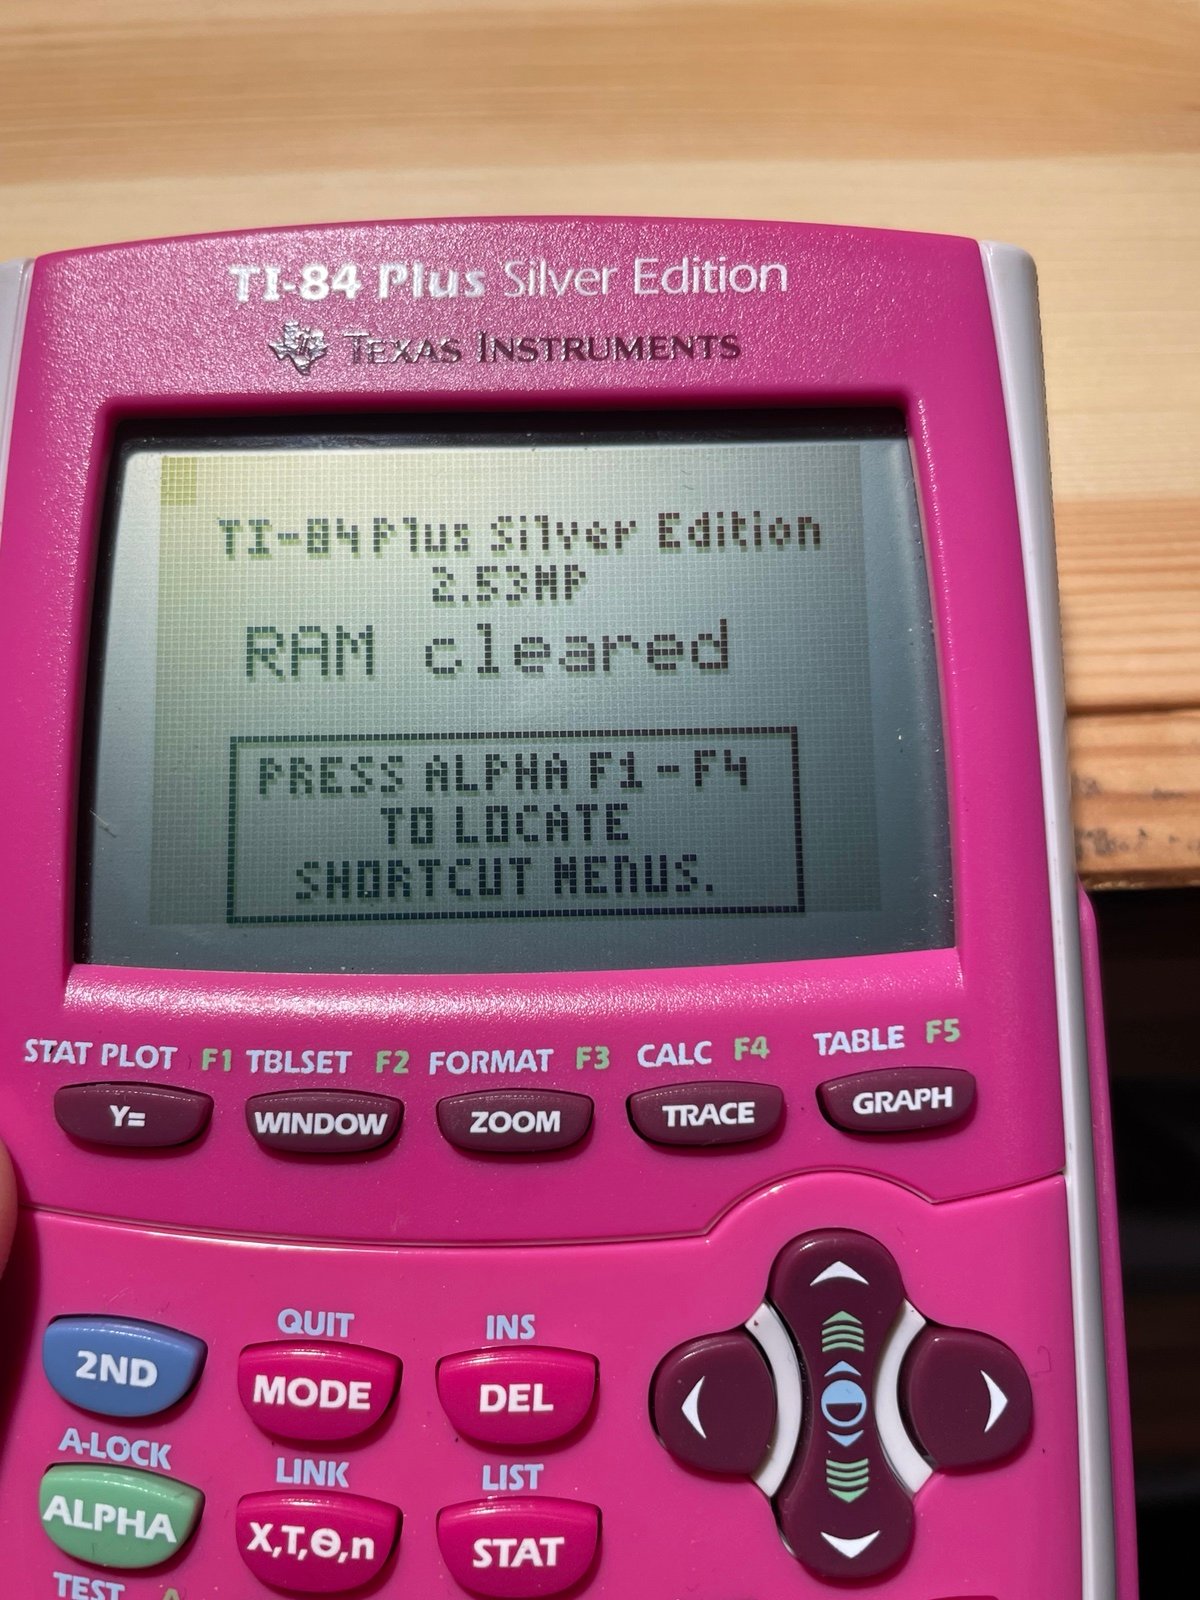 TI-84 Plus Silver Edition
TEXAS INSTRUMENTS
TI-84 Plus Silver Edition
2.53MP
RAM cleared
PRESS ALPHA F1-F4
TO LOCATE
SHORTCUT MENUS.
STAT PLOT F1 TBLSET F2 FORMAT F3 CALC F4 TABLE F5
Y= WINDOW ZOOM TRACE GRAPH
QUIT INS
2ND MODE DEL
A-LOCK LINK LIST
ALPHA X,T,Θ,n STAT
TEST A